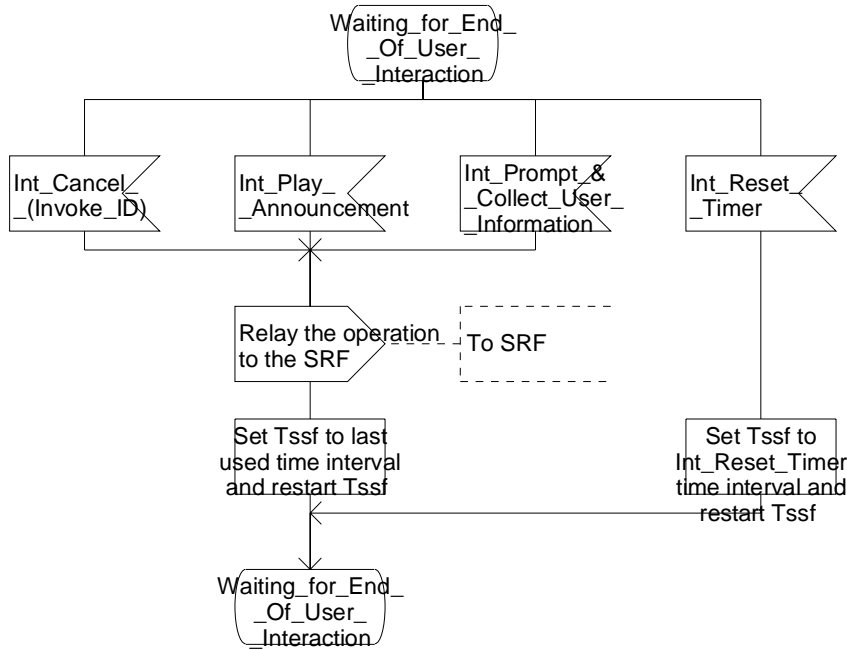 Waiting_for_End_
_Of_User_
_Interaction
Int_Cancel_
_(Invoke_ID)
Int_Play_
_Announcement
Int_Prompt_&
_Collect_User_
_Information
Int_Reset_
_Timer
Relay the operation
to the SRF
To SRF
Set Tssf to last
used time interval
and restart Tssf
Set Tssf to
Int_Reset_Timer
time interval and
restart Tssf
Waiting_for_End_
_Of_User_
_Interaction